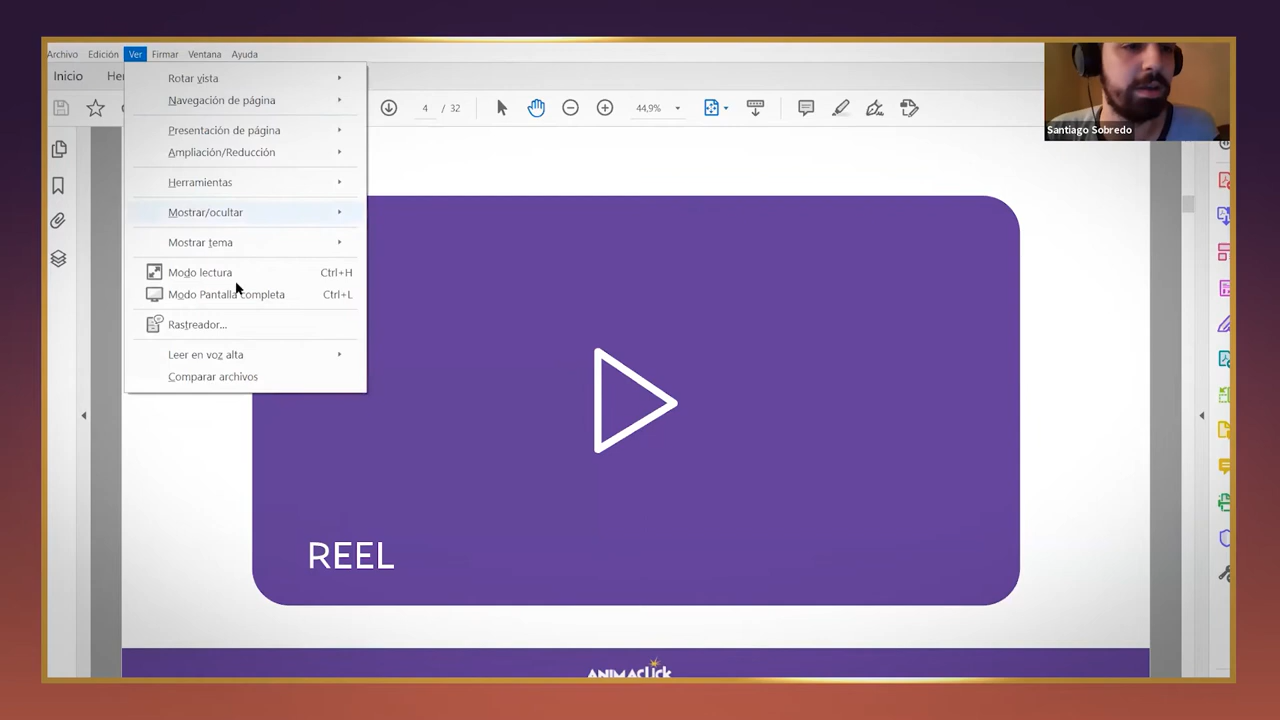 Archivo Edición Ver Firmar Ventana Ayuda
Inicio
Rotar vista
Navegación de página
4 / 32
44,9%
Santiago Sobredo
Presentación de página
Ampliación/Reducción
Herramientas
Mostrar/ocultar
Mostrar tema
Modo lectura Ctrl+H
Modo Pantalla completa Ctrl+L
Rastreador...
Leer en voz alta
Comparar archivos
REEL
ANIMACLICK